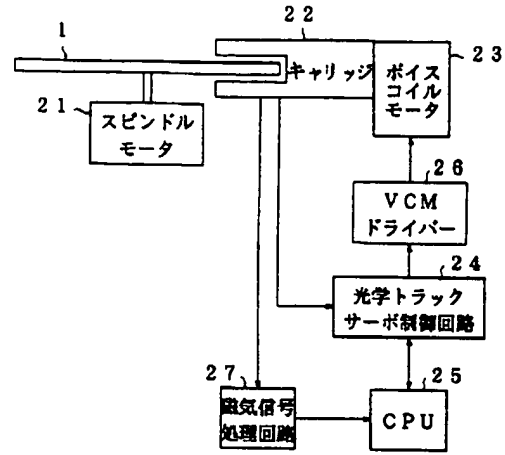 1
21
スピンドル
モータ
22
キャリッジ
ボイス
コイル
モータ
23
26
VCM
ドライバー
24
光学トラック
サーボ制御回路
27
磁気信号
処理回路
25
CPU